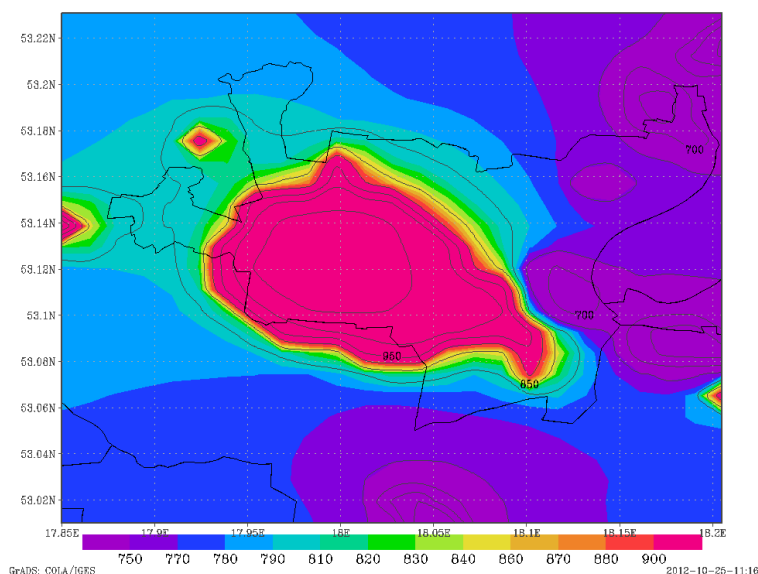 53.22N
53.2N
53.18N
700
53.16N
53.14N
53.12N
700
53.1N
950
53.08N
850
53.06N
53.04N
53.02N
17.85E 17.9E 17.95E 18E 18.05E 18.1E 18.15E 18.2E
750 770 780 790 810 820 830 840 860 870 880 900
GrADS: COLA/IGES 2012-10-25-11:16